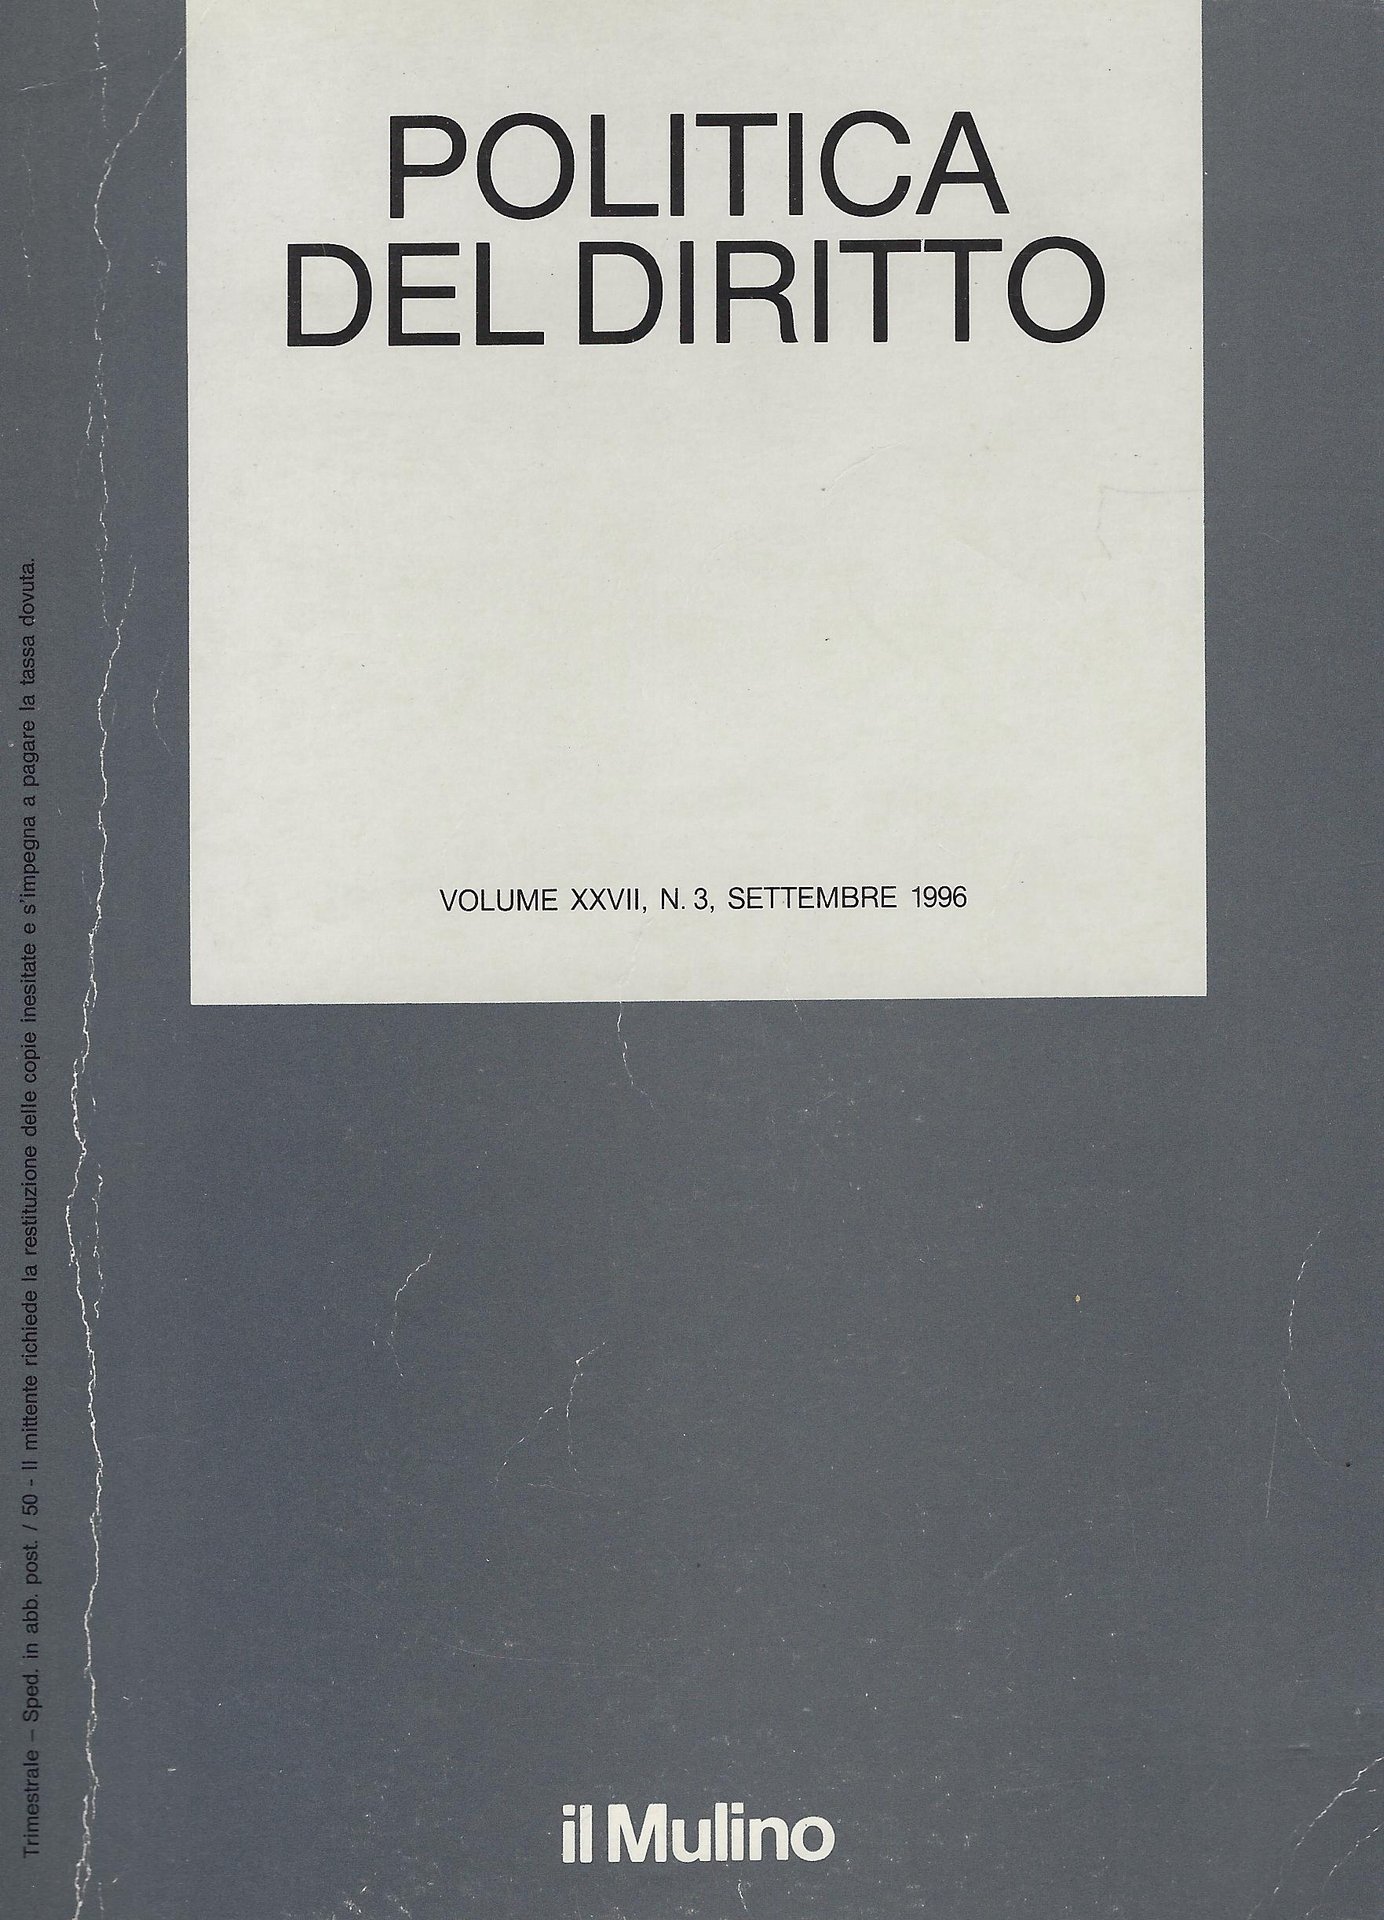 POLITICA
DEL DIRITTO
VOLUME XXVII, N. 3, SETTEMBRE 1996
Trimestrale – Sped. in abb. post. / 50 - Il mittente richiede la restituzione delle copie inesitate e s'impegna a pagare la tassa dovuta.
il Mulino